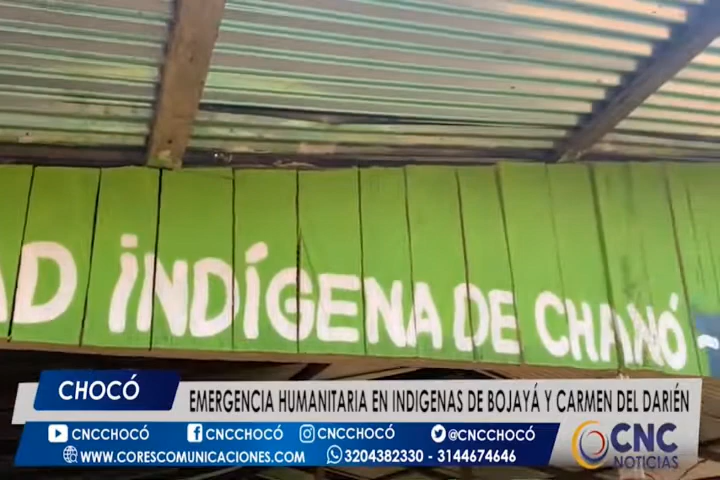 AD INDÍGENA DE CHANÓ ~
CHOCÓ
EMERGENCIA HUMANITARIA EN INDIGENAS DE BOJAYÁ Y CARMEN DEL DARIÉN
CNCCHOCÓ CNCCHOCÓ CNCCHOCÓ @CNCCHOCÓ
WWW.CORESCOMUNICACIONES.COM 3204382330 - 3144674646
CNC
NOTICIAS